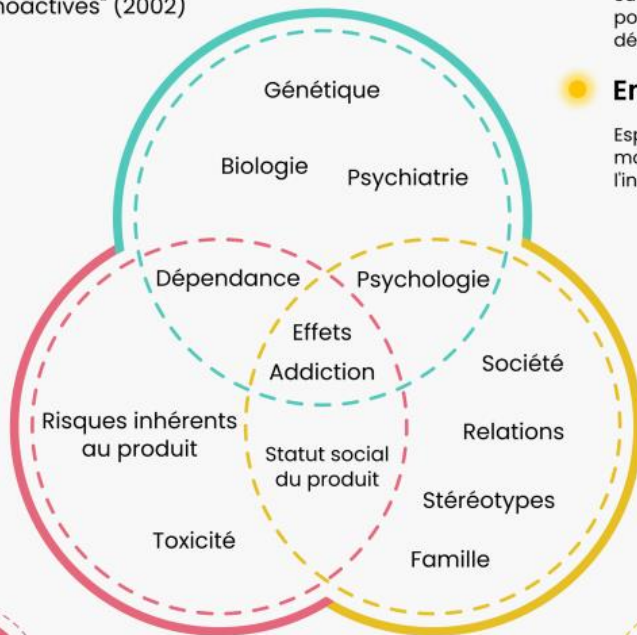 noactives" (2002)
po
dé
Génétique
En
Esp
ma
l'in
Biologie
Psychiatrie
Dépendance
Psychologie
Effets
Addiction
Société
Risques inhérents
au produit
Relations
Statut social
du produit
Stéréotypes
Toxicité
Famille